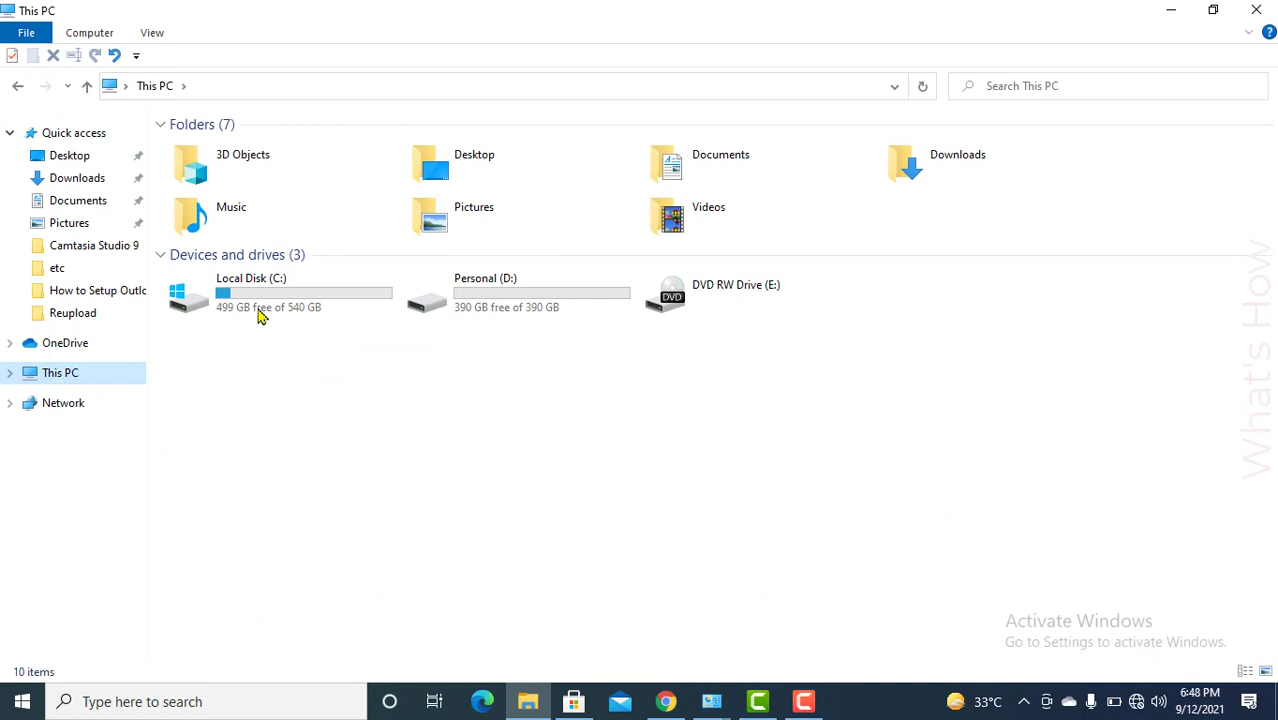 This PC
File
Computer
View
This PC
Search This PC
Quick access
Desktop
Downloads
Documents
Pictures
Camtasia Studio 9
etc
How to Setup Outlo
Reupload
OneDrive
This PC
Network
Folders (7)
3D Objects
Desktop
Documents
Downloads
Music
Pictures
Videos
Devices and drives (3)
Local Disk (C:)
499 GB free of 540 GB
Personal (D:)
390 GB free of 390 GB
DVD
DVD RW Drive (E:)
What's How
Activate Windows
Go to Settings to activate Windows.
10 items
Type here to search
33°C
6:48 PM
9/12/2021